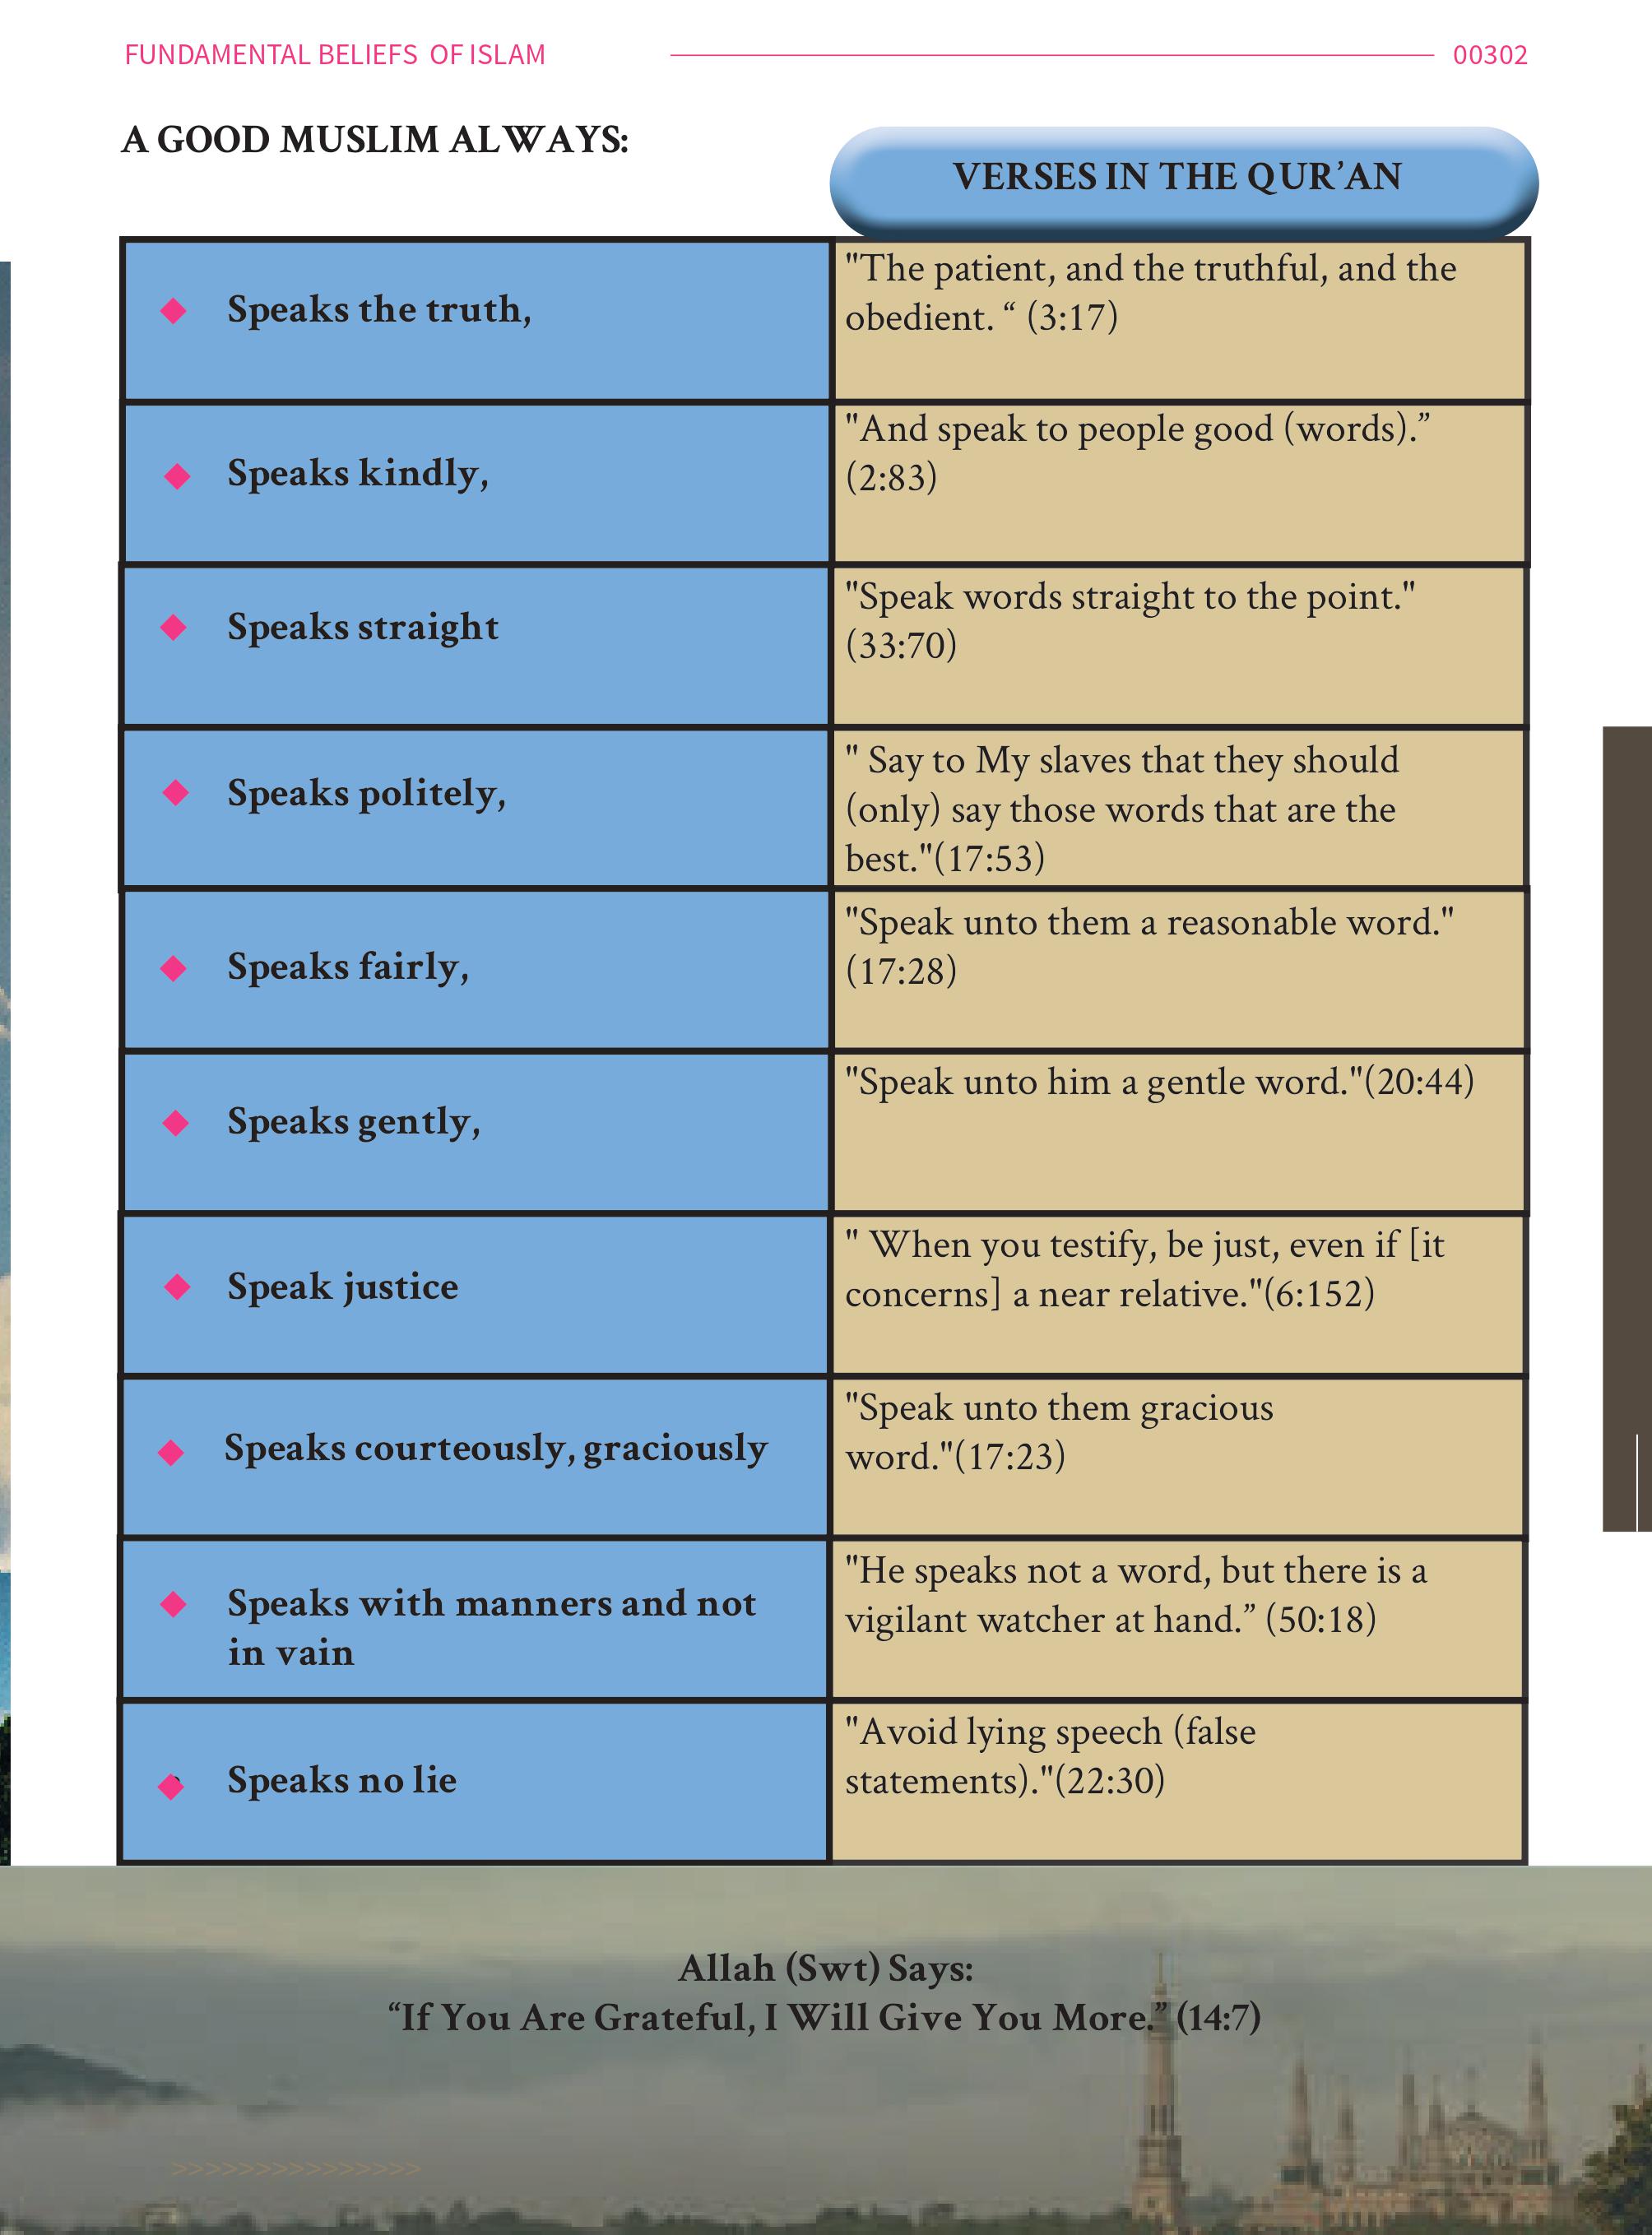 FUNDAMENTAL BELIEFS OF ISLAM 00302
A GOOD MUSLIM ALWAYS:
VERSES IN THE QUR’AN
Speaks the truth,
"The patient, and the truthful, and the
obedient. “ (3:17)
Speaks kindly,
"And speak to people good (words).”
(2:83)
Speaks straight
"Speak words straight to the point."
(33:70)
Speaks politely,
" Say to My slaves that they should
(only) say those words that are the
best."(17:53)
Speaks fairly,
"Speak unto them a reasonable word."
(17:28)
Speaks gently,
"Speak unto him a gentle word."(20:44)
Speak justice
" When you testify, be just, even if [it
concerns] a near relative."(6:152)
Speaks courteously, graciously
"Speak unto them gracious
word."(17:23)
Speaks with manners and not
in vain
"He speaks not a word, but there is a
vigilant watcher at hand.” (50:18)
Speaks no lie
"Avoid lying speech (false
statements)."(22:30)
Allah (Swt) Says:
“If You Are Grateful, I Will Give You More.” (14:7)
>>>>>>>>>>>>>>>